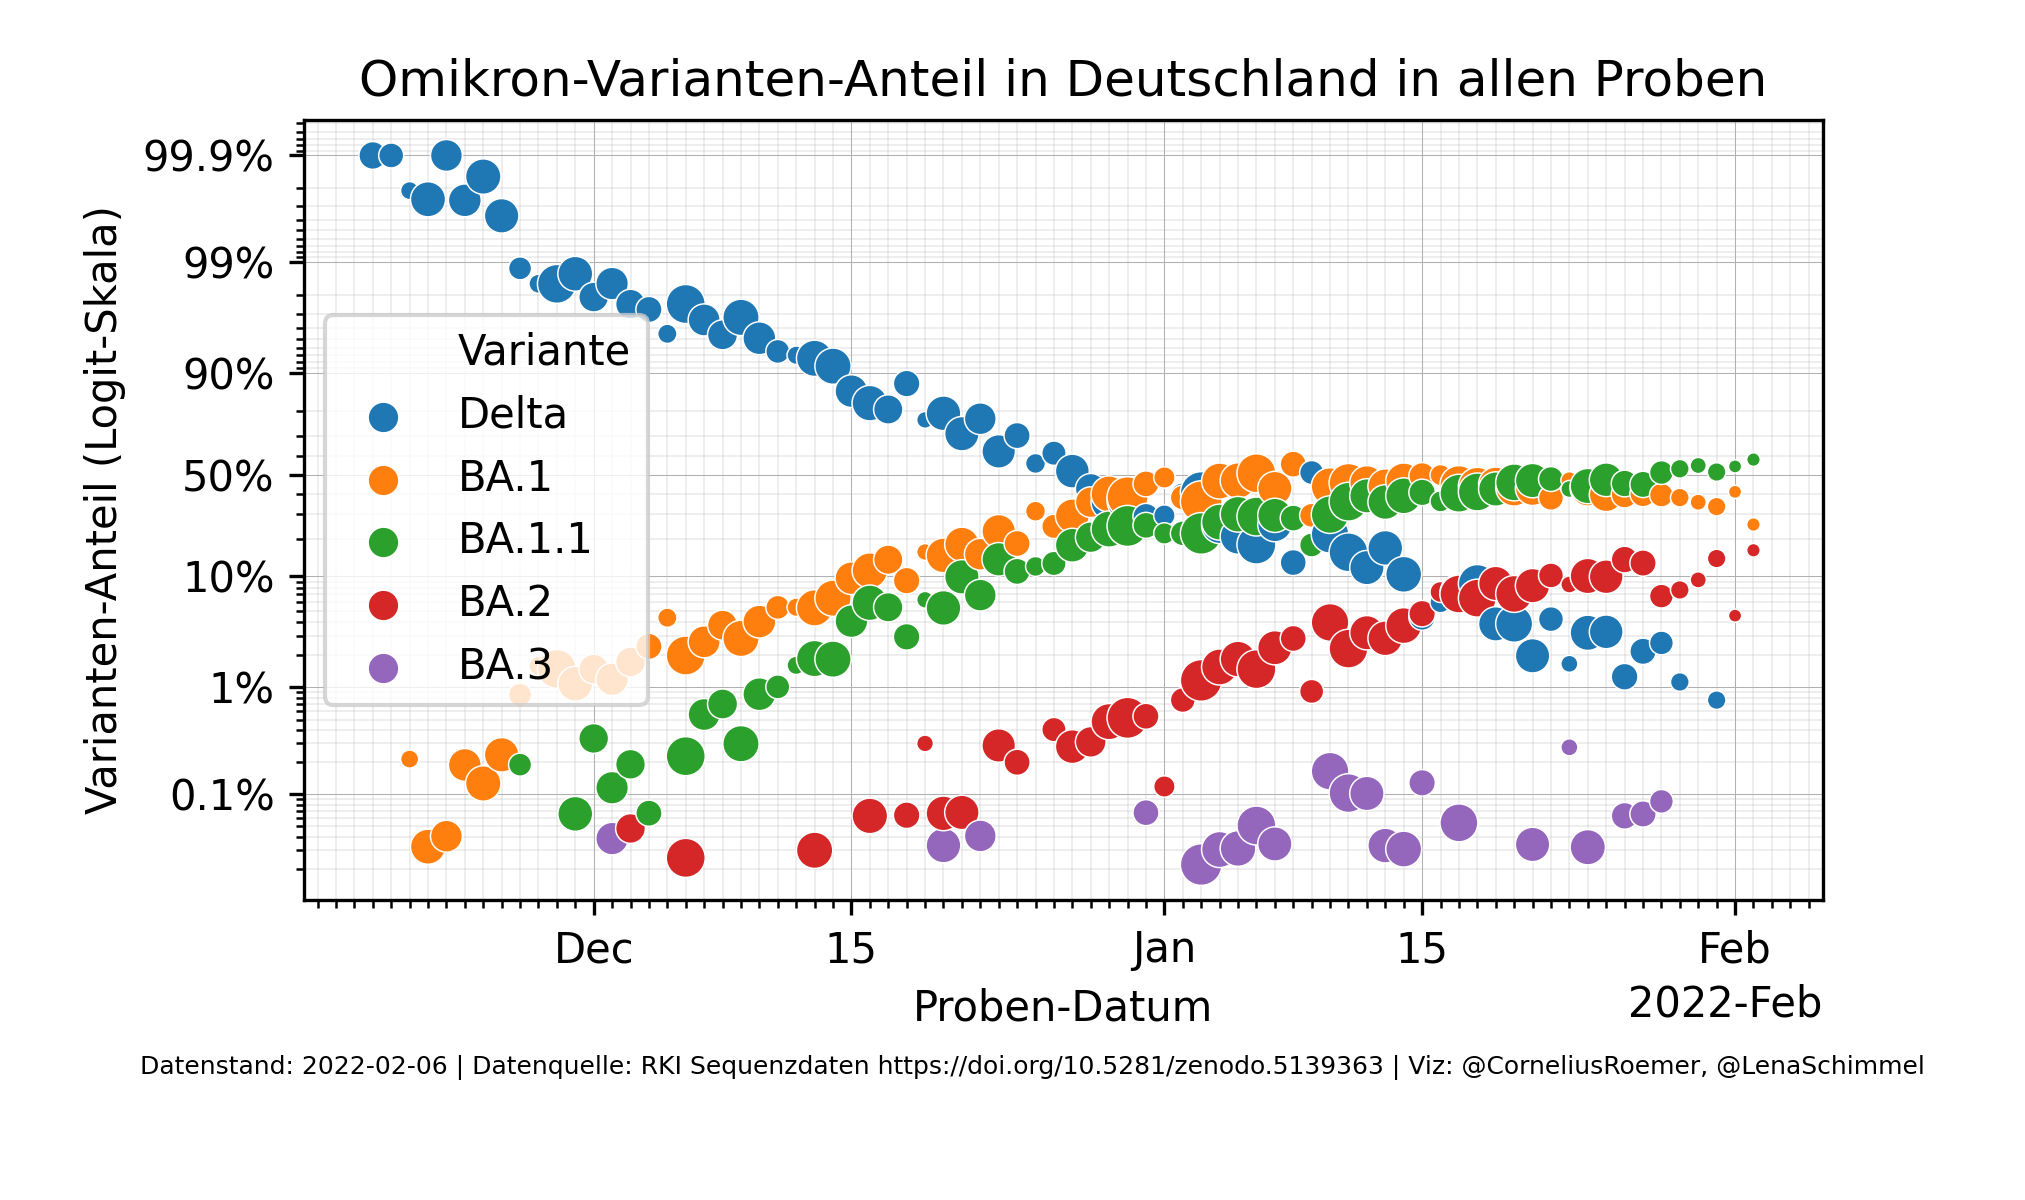 Omikron-Varianten-Anteil in Deutschland in allen Proben
Varianten-Anteil (Logit-Skala)
99.9%
99%
90%
50%
10%
1%
0.1%
Variante
Delta
BA.1
BA.1.1
BA.2
BA.3
Dec 15 Jan 15 Feb
Proben-Datum
2022-Feb
Datenstand: 2022-02-06 | Datenquelle: RKI Sequenzdaten https://doi.org/10.5281/zenodo.5139363 | Viz: @CorneliusRoemer, @LenaSchimmel